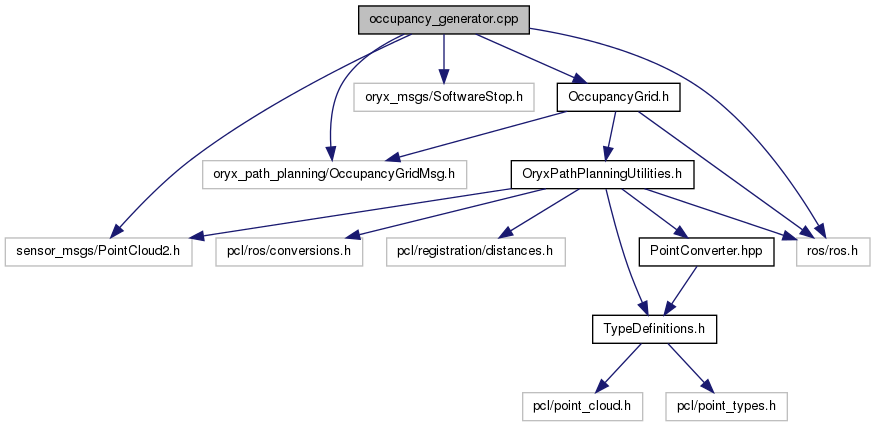 occupancy_generator.cpp
oryx_msgs/SoftwareStop.h
OccupancyGrid.h
oryx_path_planning/OccupancyGridMsg.h
OryxPathPlanningUtilities.h
sensor_msgs/PointCloud2.h
pcl/ros/conversions.h
pcl/registration/distances.h
PointConverter.hpp
ros/ros.h
TypeDefinitions.h
pcl/point_cloud.h
pcl/point_types.h